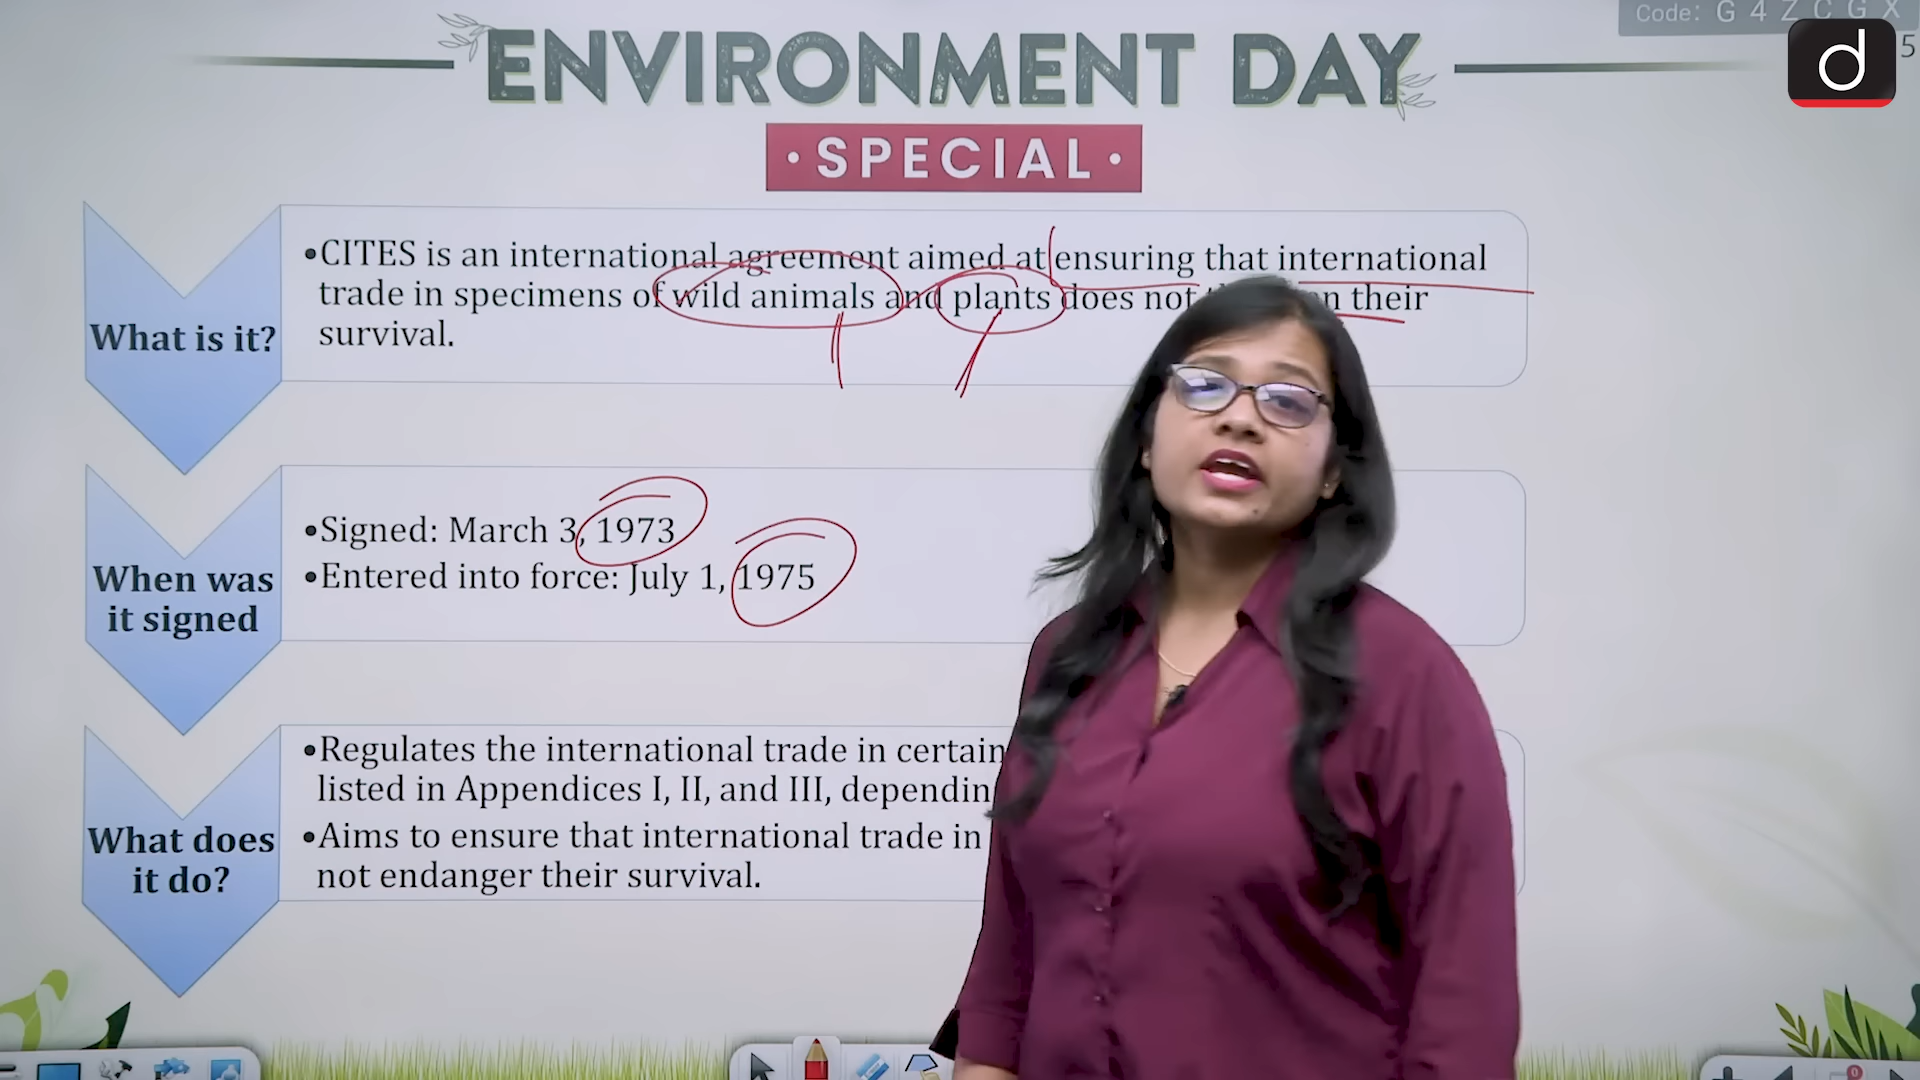 Code: G 4 Z C G X
5
d
ENVIRONMENT DAY
• SPECIAL •
What is it?
•CITES is an international agreement aimed at ensuring that international
trade in specimens of wild animals and plants does not their
survival.
When was
it signed
•Signed: March 3, 1973
•Entered into force: July 1, 1975
What does
it do?
•Regulates the international trade in certain
listed in Appendices I, II, and III,
•Aims to ensure that international trade in
not endanger their survival.
0